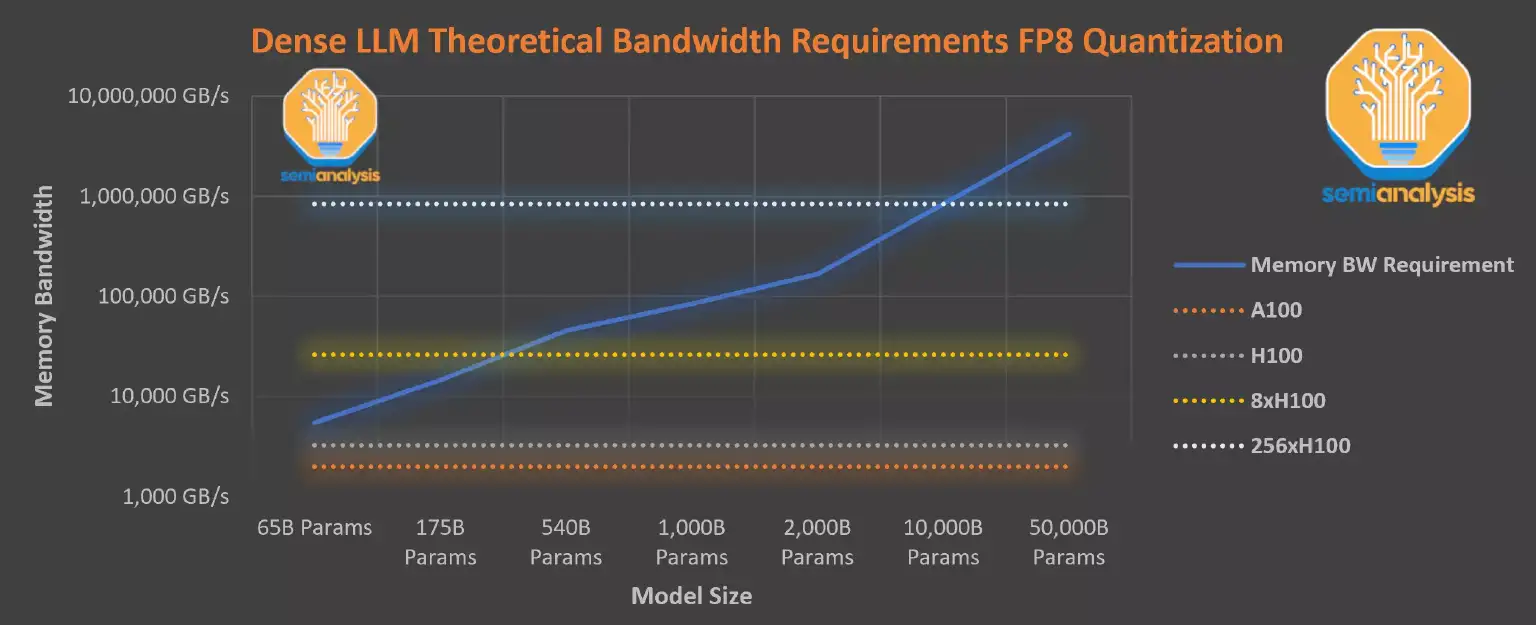 Dense LLM Theoretical Bandwidth Requirements FP8 Quantization
semianalysis
semianalysis
Memory Bandwidth
10,000,000 GB/s
1,000,000 GB/s
100,000 GB/s
10,000 GB/s
1,000 GB/s
65B Params
175B
Params
540B
Params
1,000B
Params
2,000B
Params
10,000B
Params
50,000B
Params
Model Size
Memory BW Requirement
A100
H100
8xH100
256xH100